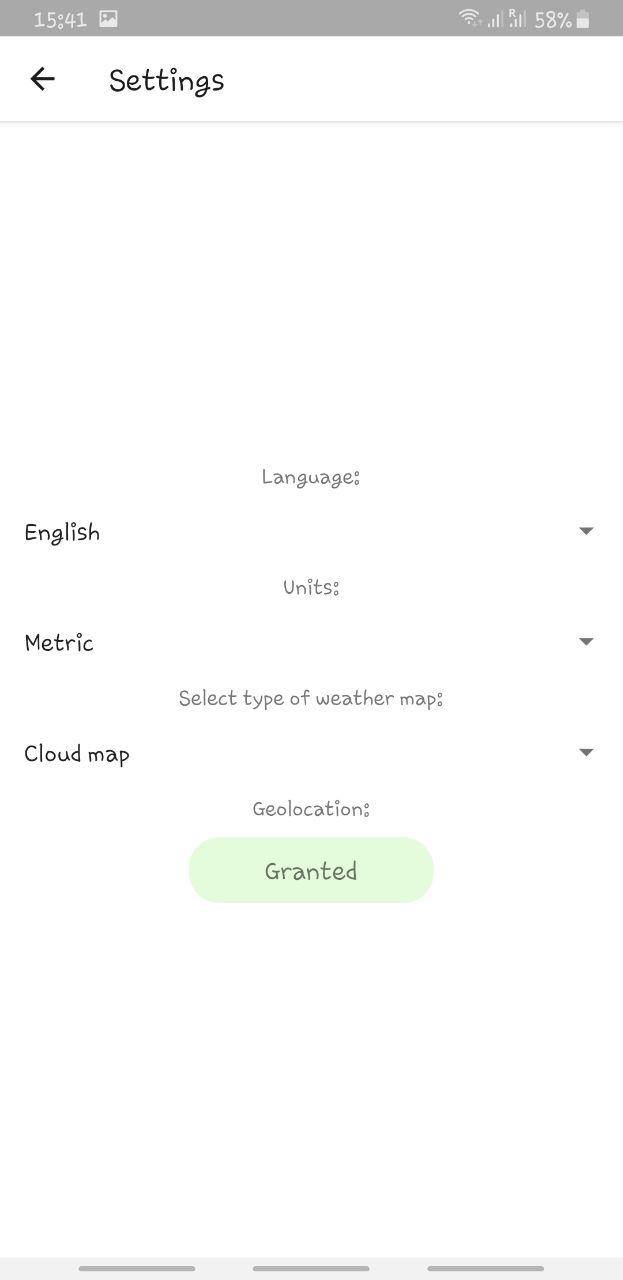 15:41 R 58%
Settings
Language:
English
Units:
Metric
Select type of weather map:
Cloud map
Geolocation:
Granted